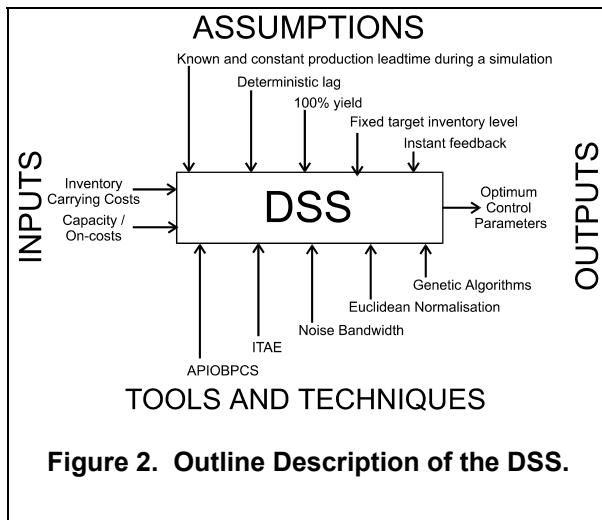 ASSUMPTIONS
Known and constant production leadtime during a simulation
Deterministic lag
100% yield
Fixed target inventory level
Instant feedback
INPUTS
Inventory
Carrying Costs
Capacity /
On-costs
DSS
Optimum
Control
Parameters
OUTPUTS
Genetic Algorithms
Euclidean Normalisation
Noise Bandwidth
ITAE
APIOBPCS
TOOLS AND TECHNIQUES
Figure 2. Outline Description of the DSS.